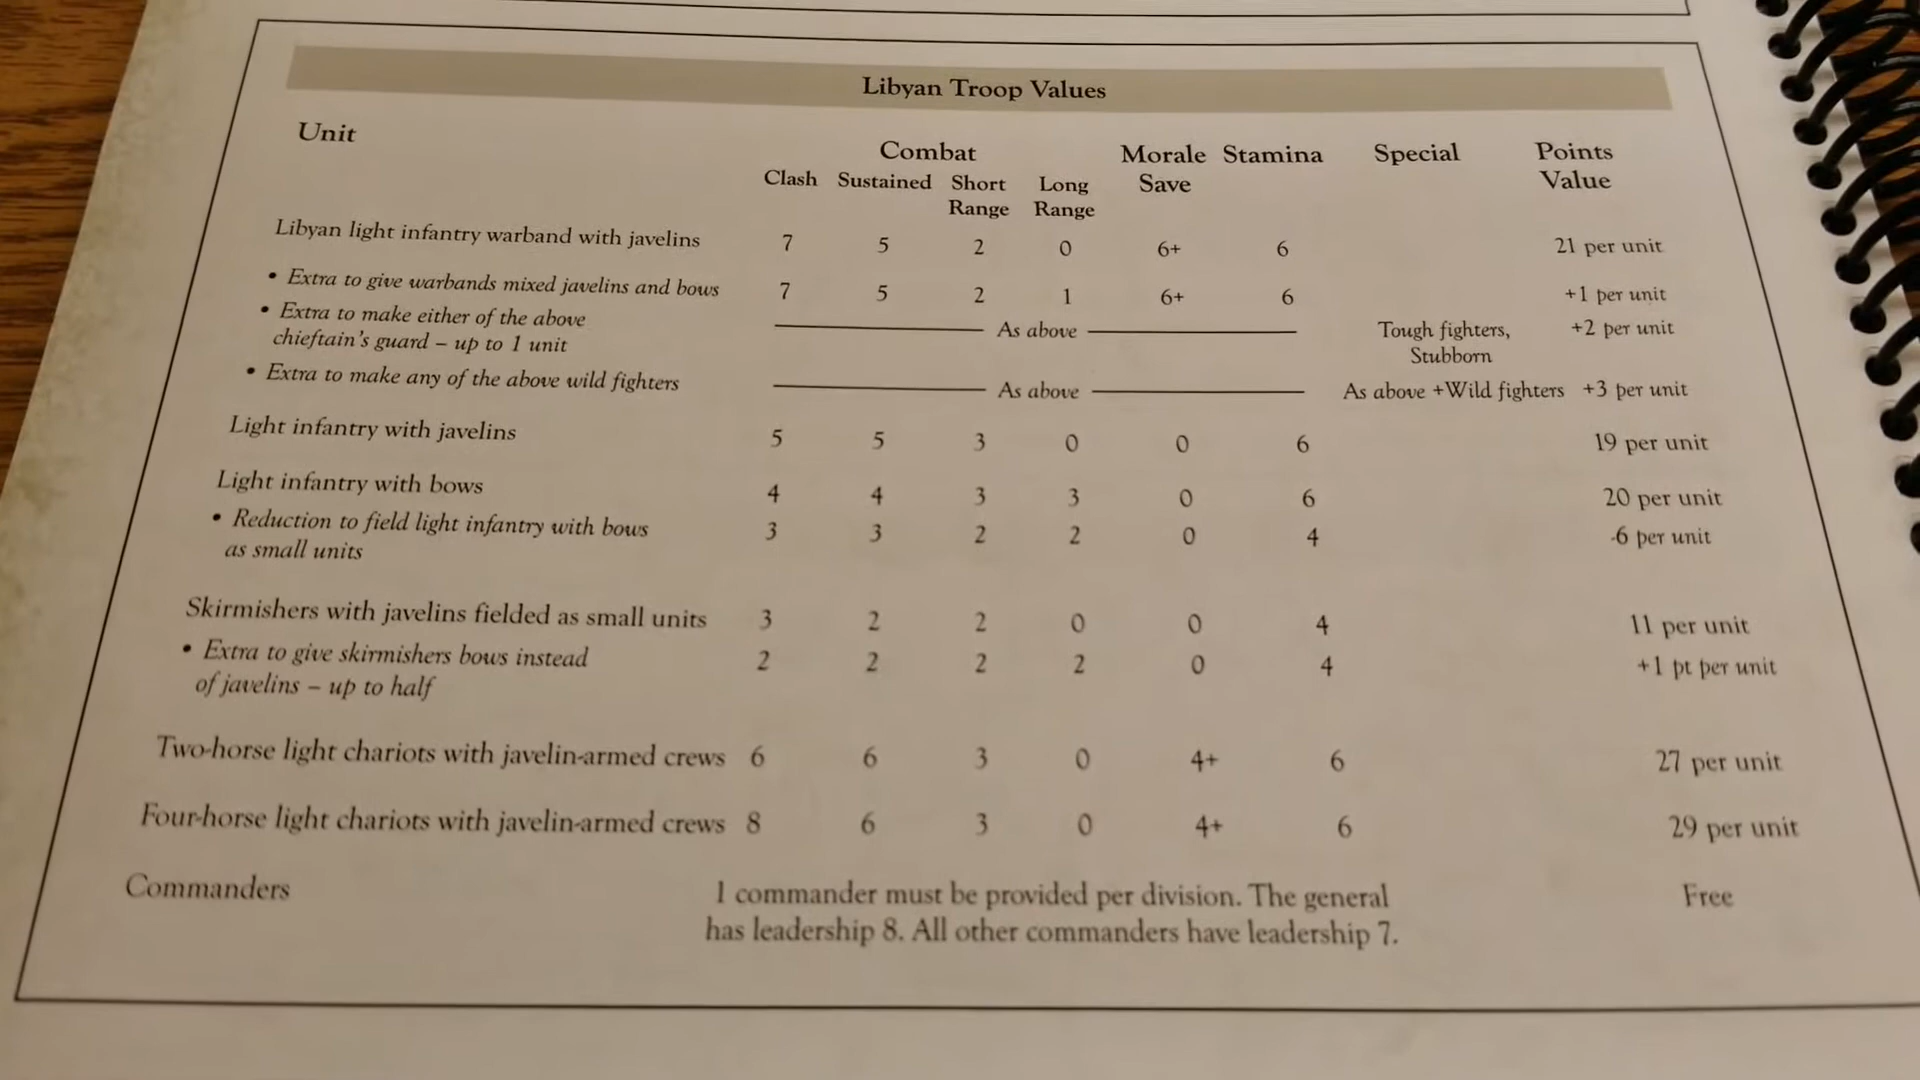 Libyan Troop Values
Unit Combat Morale Stamina Special Points
Clash Sustained Short Long Save Value
Range Range
Libyan light infantry warband with javelins 7 5 2 0 6+ 6 21 per unit
• Extra to give warbands mixed javelins and bows 7 5 2 1 6+ 6 +1 per unit
• Extra to make either of the above As above Tough fighters, +2 per unit
chieftain's guard – up to 1 unit Stubborn
• Extra to make any of the above wild fighters As above As above +Wild fighters +3 per unit
Light infantry with javelins 5 5 3 0 0 6 19 per unit
Light infantry with bows 4 4 3 3 0 6 20 per unit
• Reduction to field light infantry with bows 3 3 2 2 0 4 -6 per unit
as small units
Skirmishers with javelins fielded as small units 3 2 2 0 0 4 11 per unit
• Extra to give skirmishers bows instead 2 2 2 2 0 4 +1 pt per unit
of javelins – up to half
Two-horse light chariots with javelin-armed crews 6 6 3 0 4+ 6 27 per unit
Four-horse light chariots with javelin-armed crews 8 6 3 0 4+ 6 29 per unit
Commanders 1 commander must be provided per division. The general Free
has leadership 8. All other commanders have leadership 7.